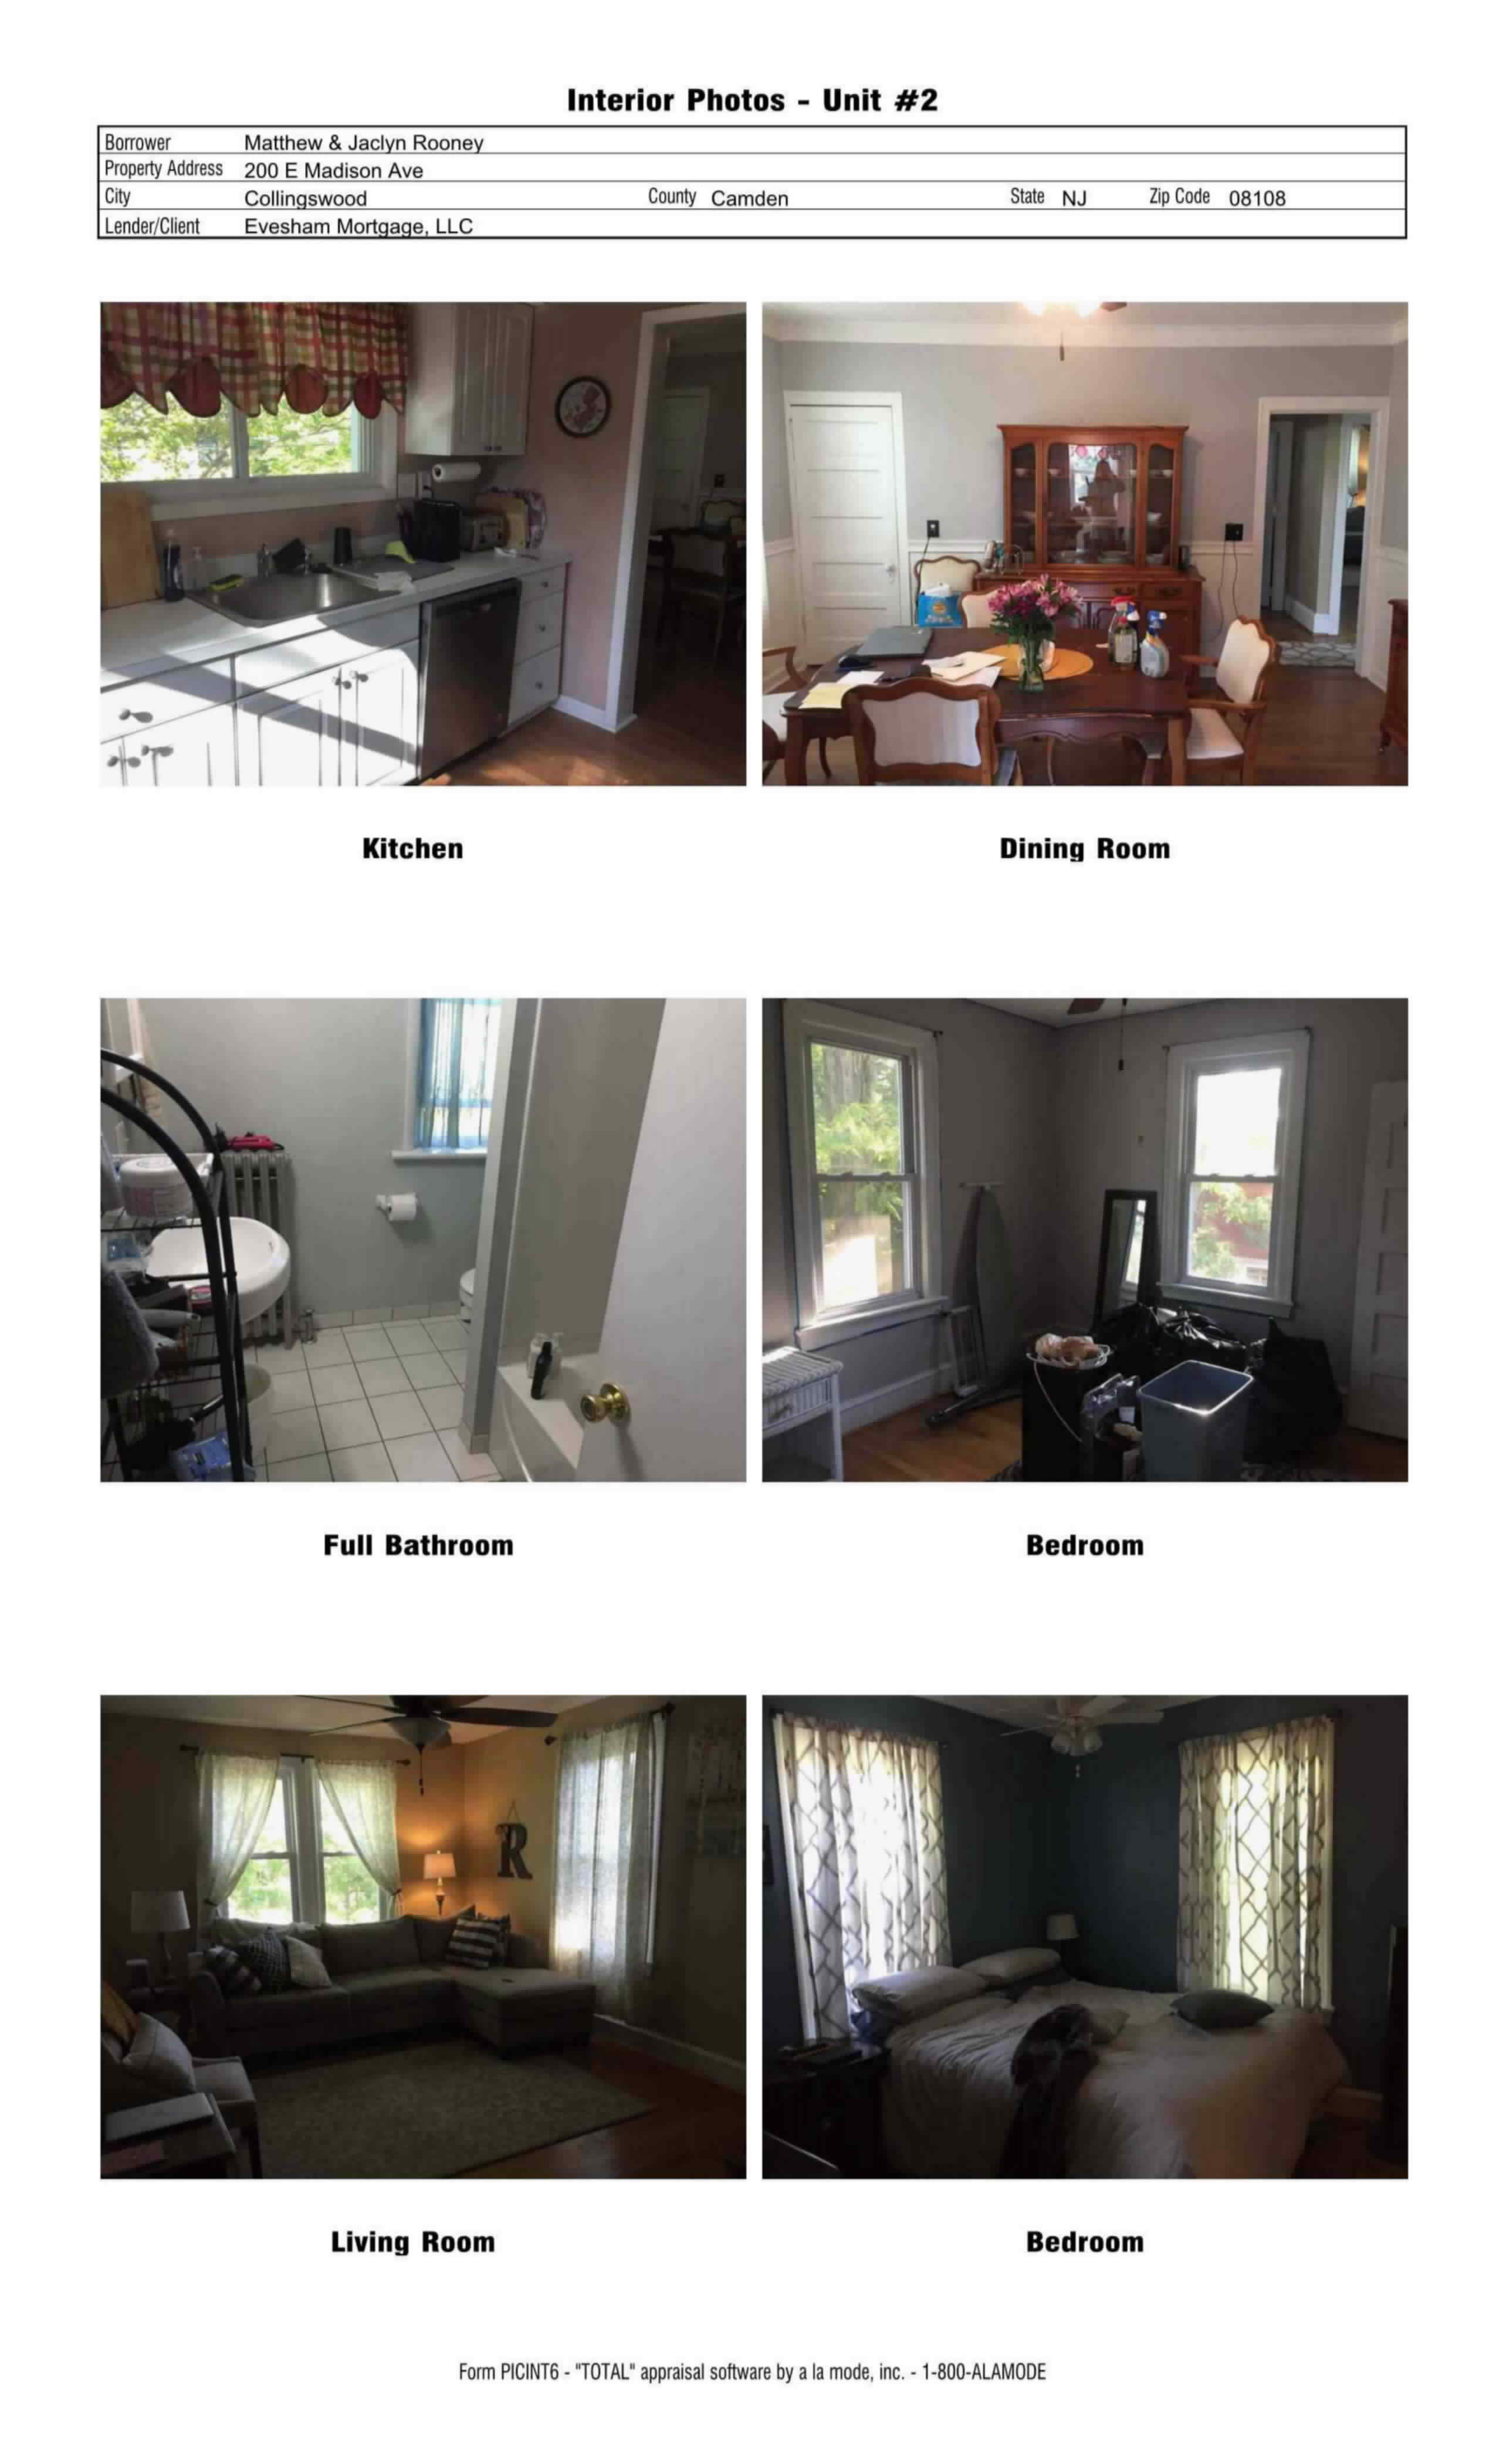 Interior Photos - Unit #2
Borrower Matthew & Jaclyn Rooney
Property Address 200 E Madison Ave
City Collingswood County Camden State NJ Zip Code 08108
Lender/Client Evesham Mortgage, LLC
Kitchen Dining Room
Full Bathroom Bedroom
R
Living Room Bedroom
Form PICINT6 - "TOTAL" appraisal software by a la mode, inc. - 1-800-ALAMODE